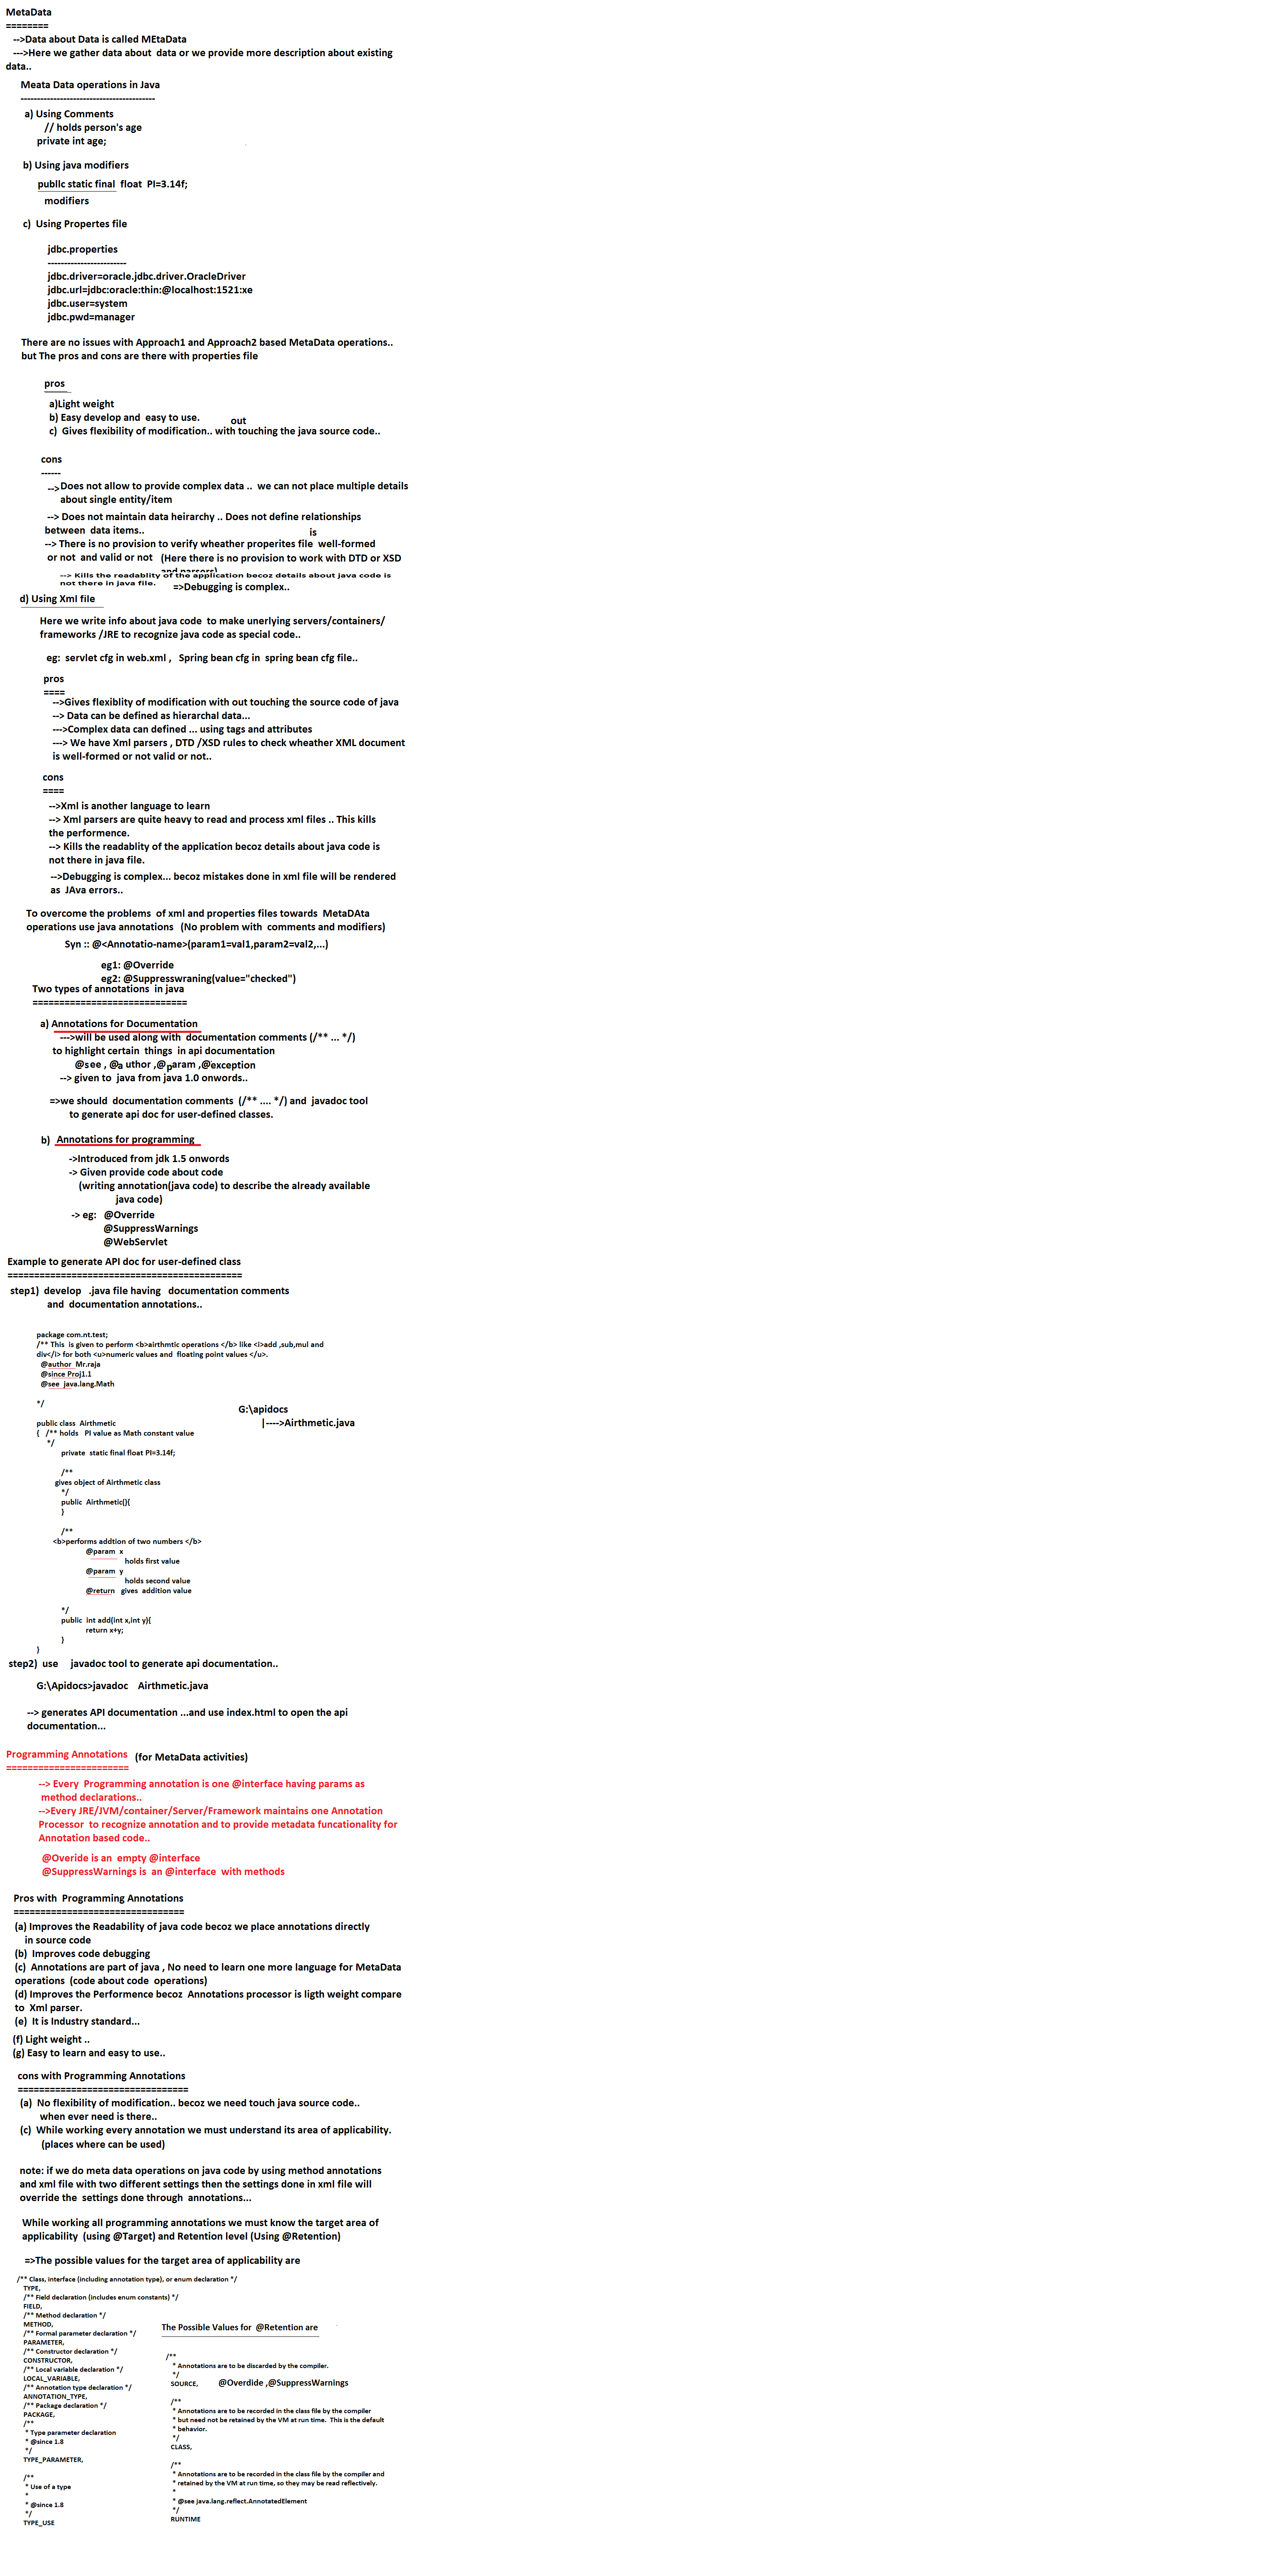 MetaData
========
-->Data about Data is called MEtaData
--->Here we gather data about  data or we provide more description about existing
data..
Meata Data operations in Java
-----------------------------------------
a) Using Comments
// holds person's age
private int age;
b) Using java modifiers
public static final  float  PI=3.14f;
modifiers
c)  Using Propertes file
jdbc.properties
------------------------
jdbc.driver=oracle.jdbc.driver.OracleDriver
jdbc.url=jdbc:oracle:thin:@localhost:1521:xe
jdbc.user=system
jdbc.pwd=manager
There are no issues with Approach1 and Approach2 based MetaData operations..
but The pros and cons are there with properties file
pros
a)Light weight
b) Easy develop and  easy to use.
out
c)  Gives flexibility of modification.. with touching the java source code..
cons
------
-->Does not allow to provide complex data ..  we can not place multiple details
about single entity/item
--> Does not maintain data heirarchy .. Does not define relationships
between  data items..
is
--> There is no provision to verify wheather properites file  well-formed
or not  and valid or not   (Here there is no provision to work with DTD or XSD
and parsers)
--> Kills the readablity of the application becoz details about java code is
not there in java file.
=>Debugging is complex..
d) Using Xml file
Here we write info about java code  to make unerlying servers/containers/
frameworks /JRE to recognize java code as special code..
eg:  servlet cfg in web.xml ,   Spring bean cfg in  spring bean cfg file..
pros
====
-->Gives flexiblity of modification with out touching the source code of java
--> Data can be defined as hierarchal data...
--->Complex data can defined ... using tags and attributes
---> We have Xml parsers , DTD /XSD rules to check wheather XML document
is well-formed or not valid or not..
cons
====
-->Xml is another language to learn
--> Xml parsers are quite heavy to read and process xml files .. This kills
the performence.
--> Kills the readablity of the application becoz details about java code is
not there in java file.
-->Debugging is complex... becoz mistakes done in xml file will be rendered
as  JAva errors..
To overcome the problems  of xml and properties files towards  MetaDAta
operations use java annotations   (No problem with  comments and modifiers)
Syn :: @<Annotatio-name>(param1=val1,param2=val2,...)
eg1: @Override
eg2: @Suppresswraning(value="checked")
Two types of annotations  in java
=============================
a) Annotations for Documentation
--->will be used along with  documentation comments (/** ... */)
to highlight certain  things  in api documentation
@see , @a uthor ,@param ,@exception
--> given to  java from java 1.0 onwords..
=>we should  documentation comments  (/** .... */) and  javadoc tool
to generate api doc for user-defined classes.
b)  Annotations for programming
->Introduced from jdk 1.5 onwords
-> Given provide code about code
(writing annotation(java code) to describe the already available
java code)
-> eg:   @Override
@SuppressWarnings
@WebServlet
Example to generate API doc for user-defined class
============================================
step1)  develop   .java file having   documentation comments
and  documentation annotations..
package com.nt.test;
/** This  is given to perform <b>airthmtic operations </b> like <i>add ,sub,mul and
div</i> for both <u>numeric values and  floating point values </u>.
@author  Mr.raja
@since Proj1.1
@see  java.lang.Math
*/
G:\apidocs
|---->Airthmetic.java
public class  Airthmetic
{   /** holds   PI value as Math constant value
*/
private  static final float PI=3.14f;
/**
gives object of Airthmetic class
*/
public  Airthmetic(){
}
/**
<b>performs addtion of two numbers </b>
@param  x
holds first value
@param  y
holds second value
@return   gives  addition value
*/
public  int add(int x,int y){
return x+y;
}
}
step2)  use     javadoc tool to generate api documentation..
G:\Apidocs>javadoc    Airthmetic.java
--> generates API documentation ...and use index.html to open the api
documentation...
Programming Annotations   (for MetaData activities)
=======================
--> Every  Programming annotation is one @interface having params as
method declarations..
-->Every JRE/JVM/container/Server/Framework maintains one Annotation
Processor  to recognize annotation and to provide metadata funcationality for
Annotation based code..
@Overide is an  empty @interface
@SuppressWarnings is  an @interface  with methods
Pros with  Programming Annotations
================================
(a) Improves the Readability of java code becoz we place annotations directly
in source code
(b)  Improves code debugging
(c)  Annotations are part of java , No need to learn one more language for MetaData
operations  (code about code  operations)
(d) Improves the Performence becoz  Annotations processor is ligth weight compare
to  Xml parser.
(e)  It is Industry standard...
(f) Light weight ..
(g) Easy to learn and easy to use..
cons with Programming Annotations
================================
(a)  No flexibility of modification.. becoz we need touch java source code..
when ever need is there..
(c)  While working every annotation we must understand its area of applicability.
(places where can be used)
note: if we do meta data operations on java code by using method annotations
and xml file with two different settings then the settings done in xml file will
override the  settings done through  annotations...
While working all programming annotations we must know the target area of
applicability  (using @Target) and Retention level (Using @Retention)
=>The possible values for the target area of applicability are
/** Class, interface (including annotation type), or enum declaration */
TYPE,
/** Field declaration (includes enum constants) */
FIELD,
/** Method declaration */
METHOD,
/** Formal parameter declaration */
PARAMETER,
/** Constructor declaration */
CONSTRUCTOR,
/** Local variable declaration */
LOCAL_VARIABLE,
/** Annotation type declaration */
ANNOTATION_TYPE,
/** Package declaration */
PACKAGE,
/**
* Type parameter declaration
* @since 1.8
*/
TYPE_PARAMETER,
/**
* Use of a type
*
* @since 1.8
*/
TYPE_USE
The Possible Values for  @Retention are
/**
* Annotations are to be discarded by the compiler.
*/
SOURCE,   @Overdide ,@SuppressWarnings
/**
* Annotations are to be recorded in the class file by the compiler
* but need not be retained by the VM at run time.  This is the default
* behavior.
*/
CLASS,
/**
* Annotations are to be recorded in the class file by the compiler and
* retained by the VM at run time, so they may be read reflectively.
*
* @see java.lang.reflect.AnnotatedElement
*/
RUNTIME